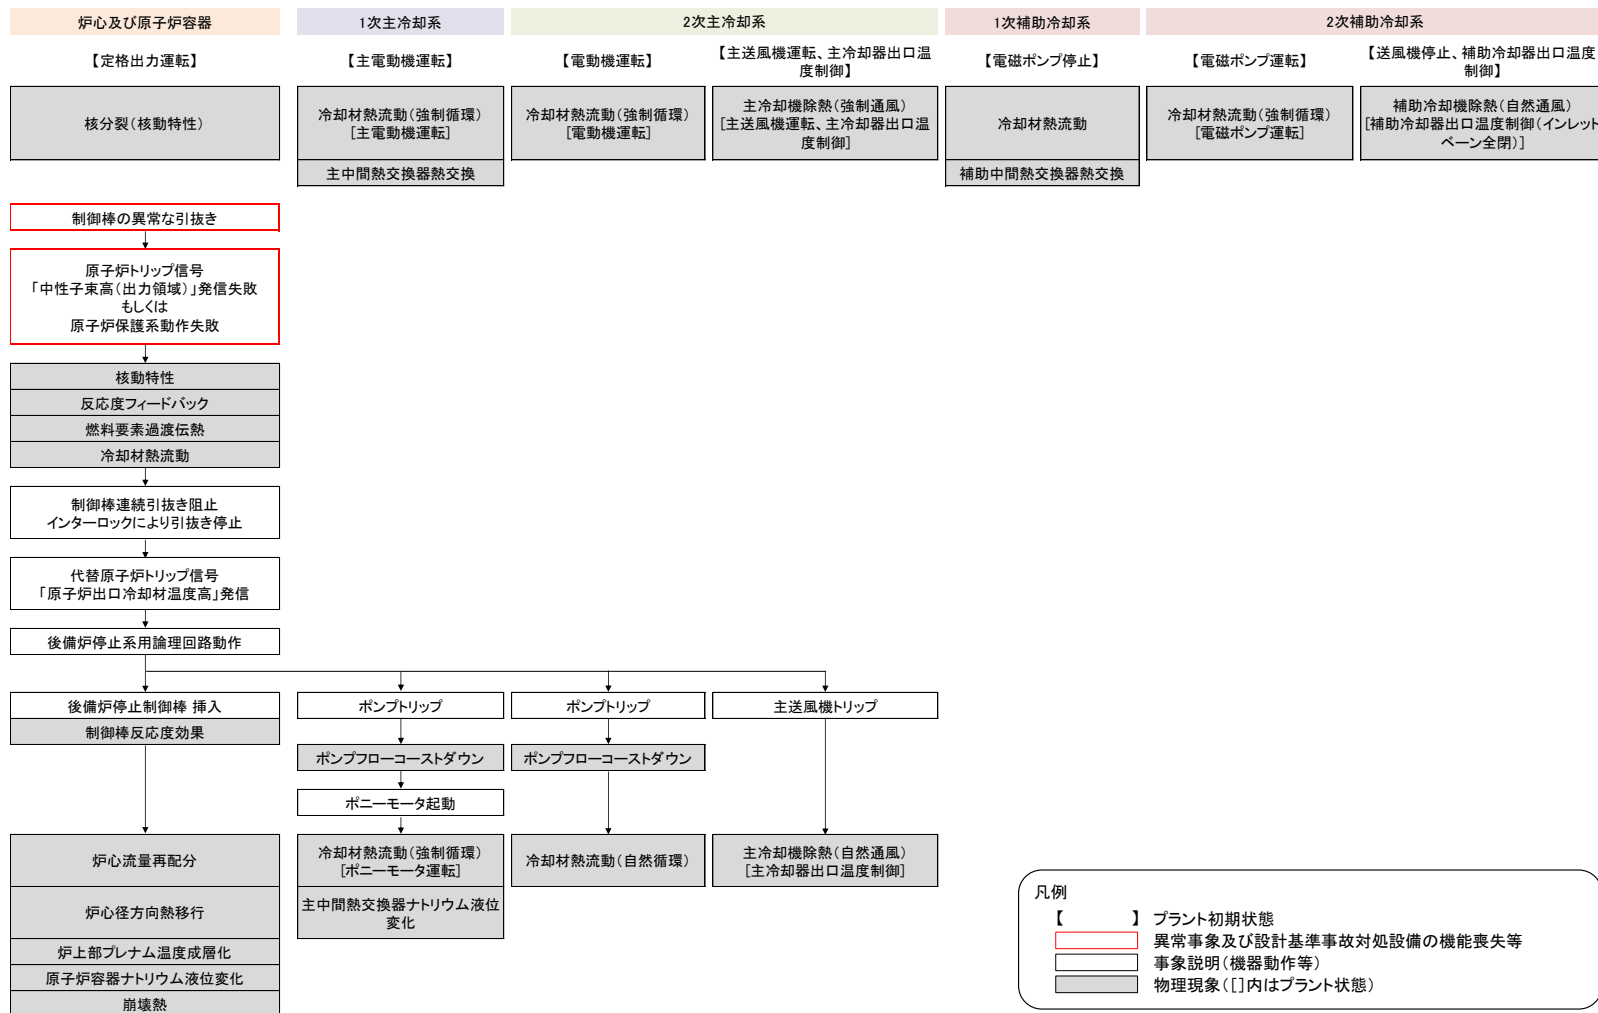 炉心及び原子炉容器
1次主冷却系
2次主冷却系
1次補助冷却系
2次補助冷却系
【定格出力運転】
【主電動機運転】
【電動機運転】
【主送風機運転、主冷却器出口温
度制御】
【電磁ポンプ停止】
【電磁ポンプ運転】
【送風機停止、補助冷却器出口温度
制御】
核分裂(核動特性)
冷却材熱流動(強制循環)
[主電動機運転]
冷却材熱流動(強制循環)
[電動機運転]
主冷却機除熱(強制通風)
[主送風機運転、主冷却器出口温
度制御]
冷却材熱流動
冷却材熱流動(強制循環)
[電磁ポンプ運転]
補助冷却機除熱(自然通風)
[補助冷却器出口温度制御(インレット
ベーン全閉)]
主中間熱交換器熱交換
補助中間熱交換器熱交換
制御棒の異常な引抜き
原子炉トリップ信号
「中性子束高(出力領域)」発信失敗
もしくは
原子炉保護系動作失敗
核動特性
反応度フィードバック
燃料要素過渡伝熱
冷却材熱流動
制御棒連続引抜き阻止
インターロックにより引抜き停止
代替原子炉トリップ信号
「原子炉出口冷却材温度高」発信
後備炉停止系用論理回路動作
後備炉停止制御棒 挿入
制御棒反応度効果
ポンプトリップ
ポンプトリップ
主送風機トリップ
ポンプフローコーストダウン
ポンプフローコーストダウン
ポニーモータ起動
炉心流量再配分
冷却材熱流動(強制循環)
[ポニーモータ運転]
冷却材熱流動(自然循環)
主冷却機除熱(自然通風)
[主冷却器出口温度制御]
炉心径方向熱移行
主中間熱交換器ナトリウム液位
変化
炉上部プレナム温度成層化
原子炉容器ナトリウム液位変化
崩壊熱
凡例
【 】 プラント初期状態
異常事象及び設計基準事故対処設備の機能喪失等
事象説明(機器動作等)
物理現象([]内はプラント状態)